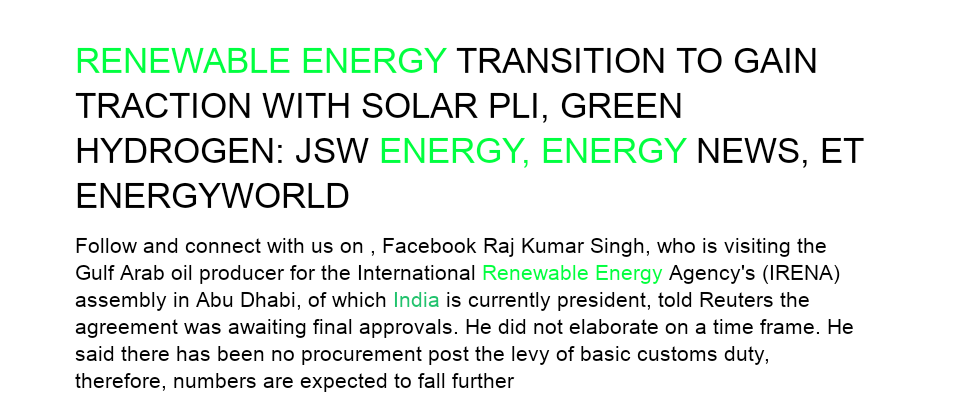 RENEWABLE ENERGY TRANSITION TO GAIN
TRACTION WITH SOLAR PLI, GREEN
HYDROGEN: JSW ENERGY, ENERGY NEWS, ET
ENERGYWORLD
Follow and connect with us on , Facebook Raj Kumar Singh, who is visiting the
Gulf Arab oil producer for the International Renewable Energy Agency's (IRENA)
assembly in Abu Dhabi, of which India is currently president, told Reuters the
agreement was awaiting final approvals. He did not elaborate on a time frame. He
said there has been no procurement post the levy of basic customs duty,
therefore, numbers are expected to fall further